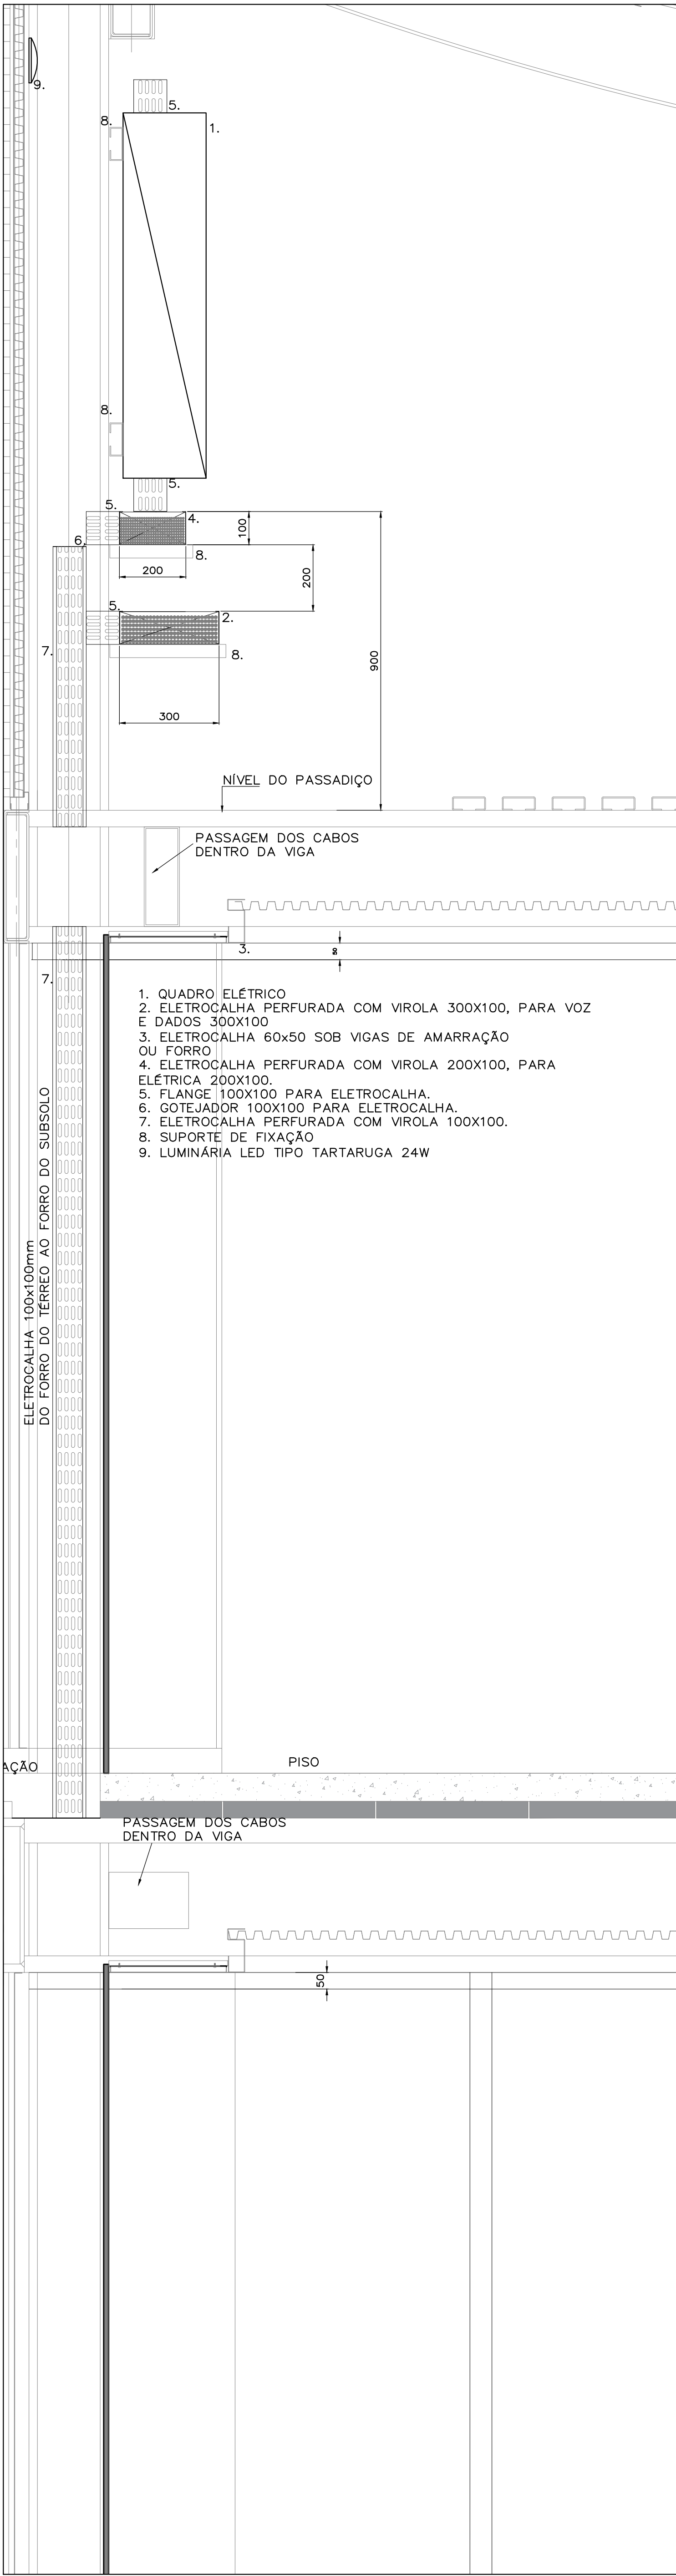 9.
5.
8.
1.
8.
5.
5.
4.
100
6.
8.
200
200
5.
2.
7.
8.
900
300
NÍVEL DO PASSADIÇO
PASSAGEM DOS CABOS
DENTRO DA VIGA
3.
7.
1. QUADRO ELÉTRICO
2. ELETROCALHA PERFURADA COM VIROLA 300X100, PARA VOZ
E DADOS 300X100
3. ELETROCALHA 60x50 SOB VIGAS DE AMARRAÇÃO
OU FORRO
4. ELETROCALHA PERFURADA COM VIROLA 200X100, PARA
ELÉTRICA 200X100.
5. FLANGE 100X100 PARA ELETROCALHA.
6. GOTEJADOR 100X100 PARA ELETROCALHA.
7. ELETROCALHA PERFURADA COM VIROLA 100X100.
8. SUPORTE DE FIXAÇÃO
9. LUMINÁRIA LED TIPO TARTARUGA 24W
ELETROCALHA 100x100mm
DO FORRO DO TÉRREO AO FORRO DO SUBSOLO
AÇÃO
PISO
PASSAGEM DOS CABOS
DENTRO DA VIGA
50